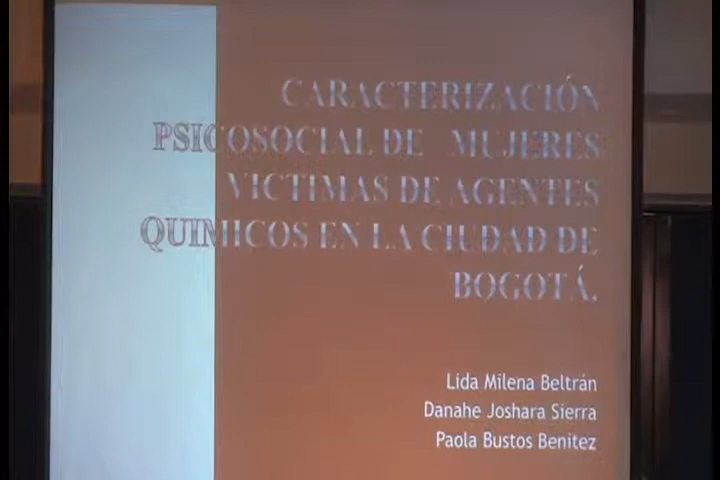 CARACTERIZACIÓN
PSICOSOCIAL DE MUJERES
VICTIMAS DE AGENTES
QUIMICOS EN LA CIUDAD DE
BOGOTÁ.
Lida Milena Beltrán
Danahe Joshara Sierra
Paola Bustos Benitez